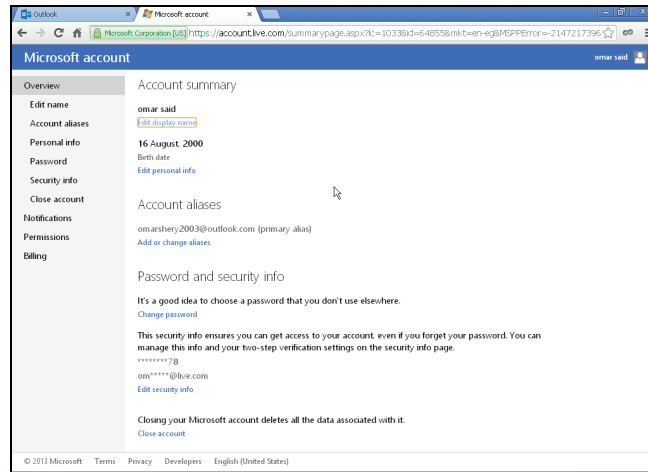 Outlook
Microsoft account
Microsoft Corporation [US] https://account.live.com/summarypage.aspx?lc=1033&id=64855&mkt=en-eg&MSPPError=-2147217396
Microsoft account
omar said
Overview
Edit name
Account aliases
Personal info
Password
Security info
Close account
Notifications
Permissions
Billing
Account summary
omar said
Edit display name
16 August, 2000
Birth date
Edit personal info
Account aliases
omarshery2003@outlook.com (primary alias)
Add or change aliases
Password and security info
It's a good idea to choose a password that you don't use elsewhere.
Change password
This security info ensures you can get access to your account, even if you forget your password. You can
manage this info and your two-step verification settings on the security info page.
********78
om*****@live.com
Edit security info
Closing your Microsoft account deletes all the data associated with it.
Close account
© 2013 Microsoft Terms Privacy Developers English (United States)